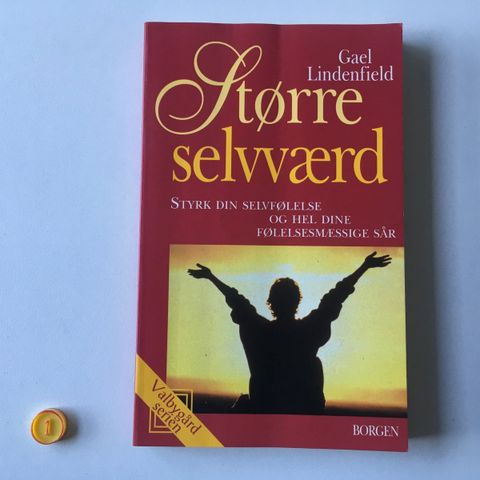 Gael
Lindenfield
Større
selvværd
STYRK DIN SELVFØLELSE
OG HEL DINE
FØLELSESMÆSSIGE SÅR
Valbygård
serien
BORGEN
1